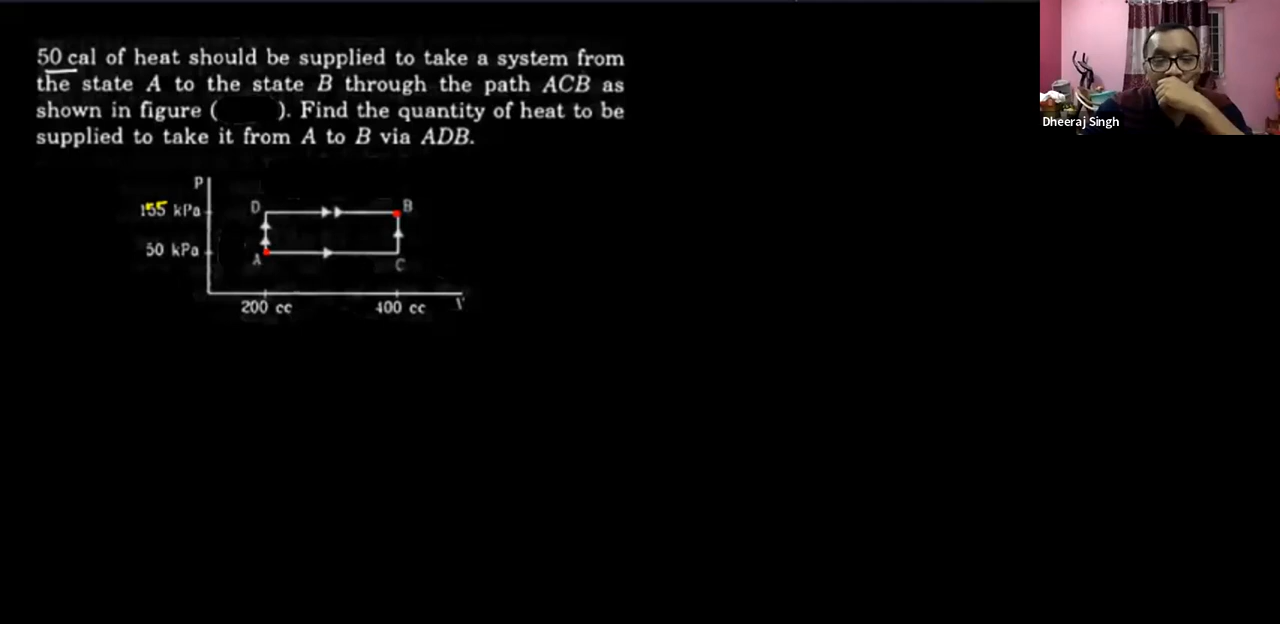 50 cal of heat should be supplied to take a system from
the state A to the state B through the path ACB as
shown in figure ( ). Find the quantity of heat to be
supplied to take it from A to B via ADB.
P
155 kPa
D
B
50 kPa
A
C
200 cc
400 cc
V
Dheeraj Singh